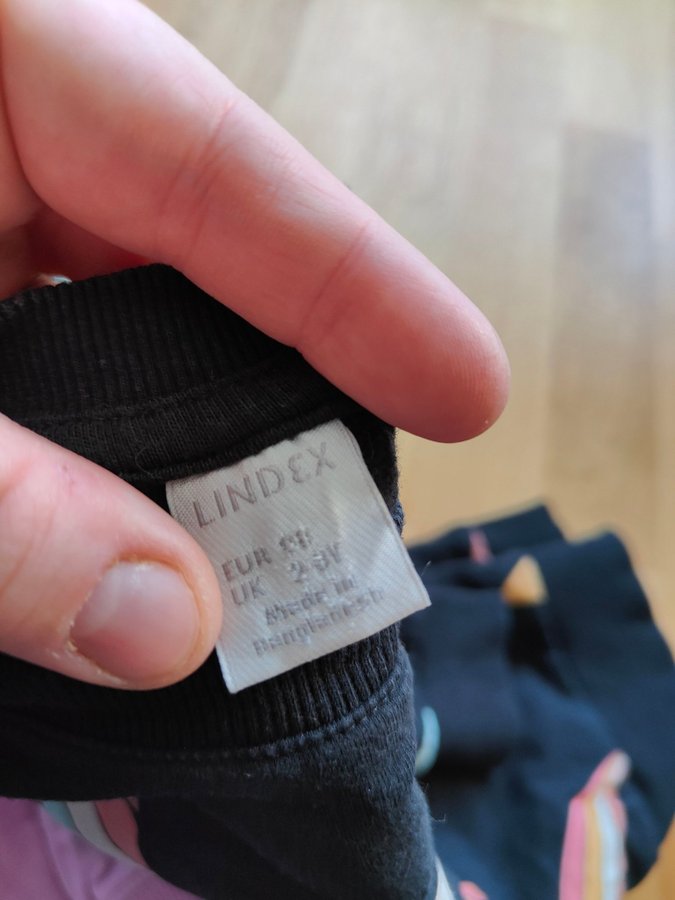 LINDEX
EUR 98
UK 2-3Y
Made in
Bangladesh